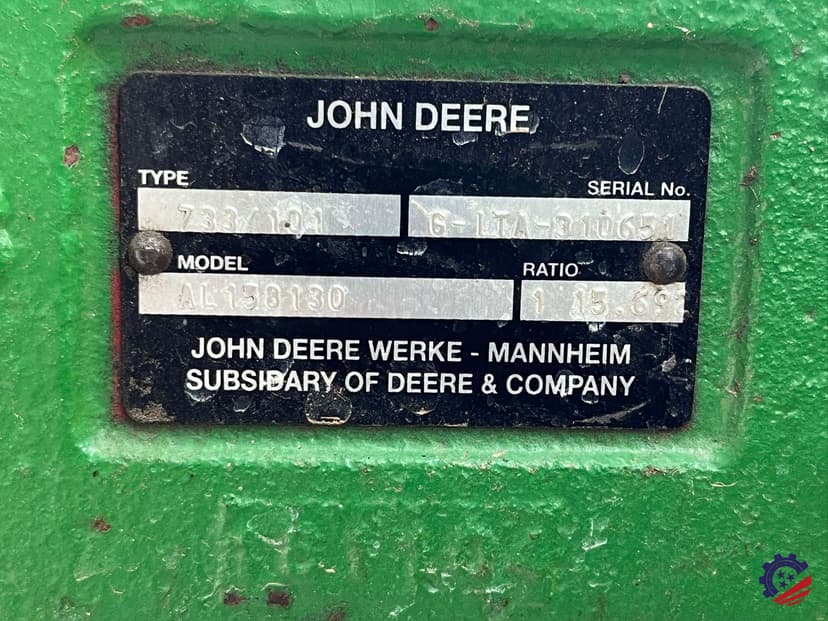 JOHN DEERE
TYPE
SERIAL No.
733/101
G-LTA-310651
MODEL
RATIO
AL158130
1 15.69
JOHN DEERE WERKE - MANNHEIM
SUBSIDARY OF DEERE & COMPANY